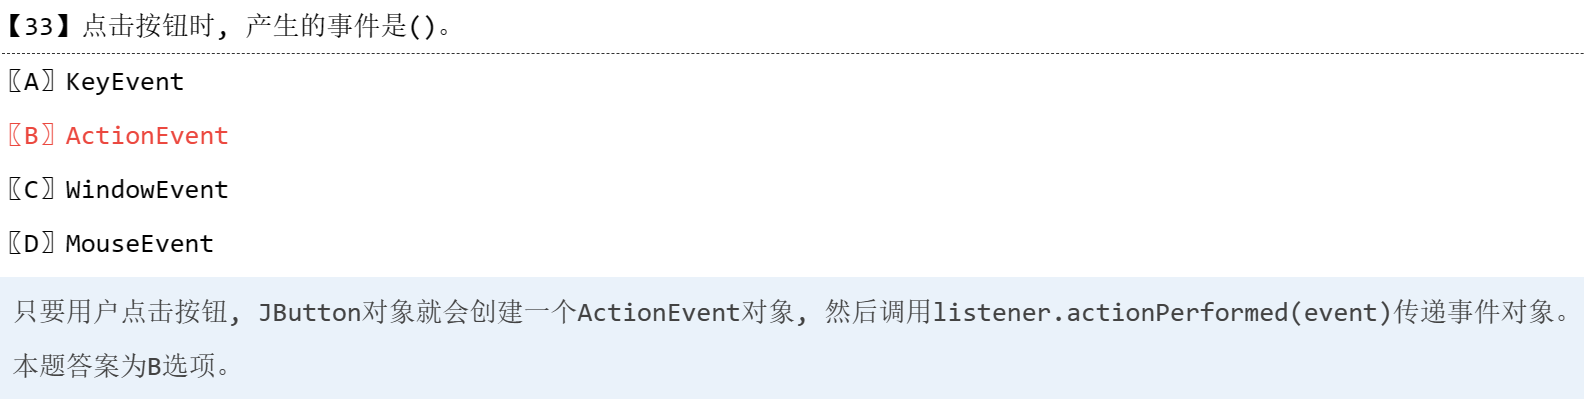 【33】点击按钮时, 产生的事件是()。
〖A〗KeyEvent
〖B〗ActionEvent
〖C〗WindowEvent
〖D〗MouseEvent
只要用户点击按钮, JButton对象就会创建一个ActionEvent对象, 然后调用listener.actionPerformed(event)传递事件对象。
本题答案为B选项。